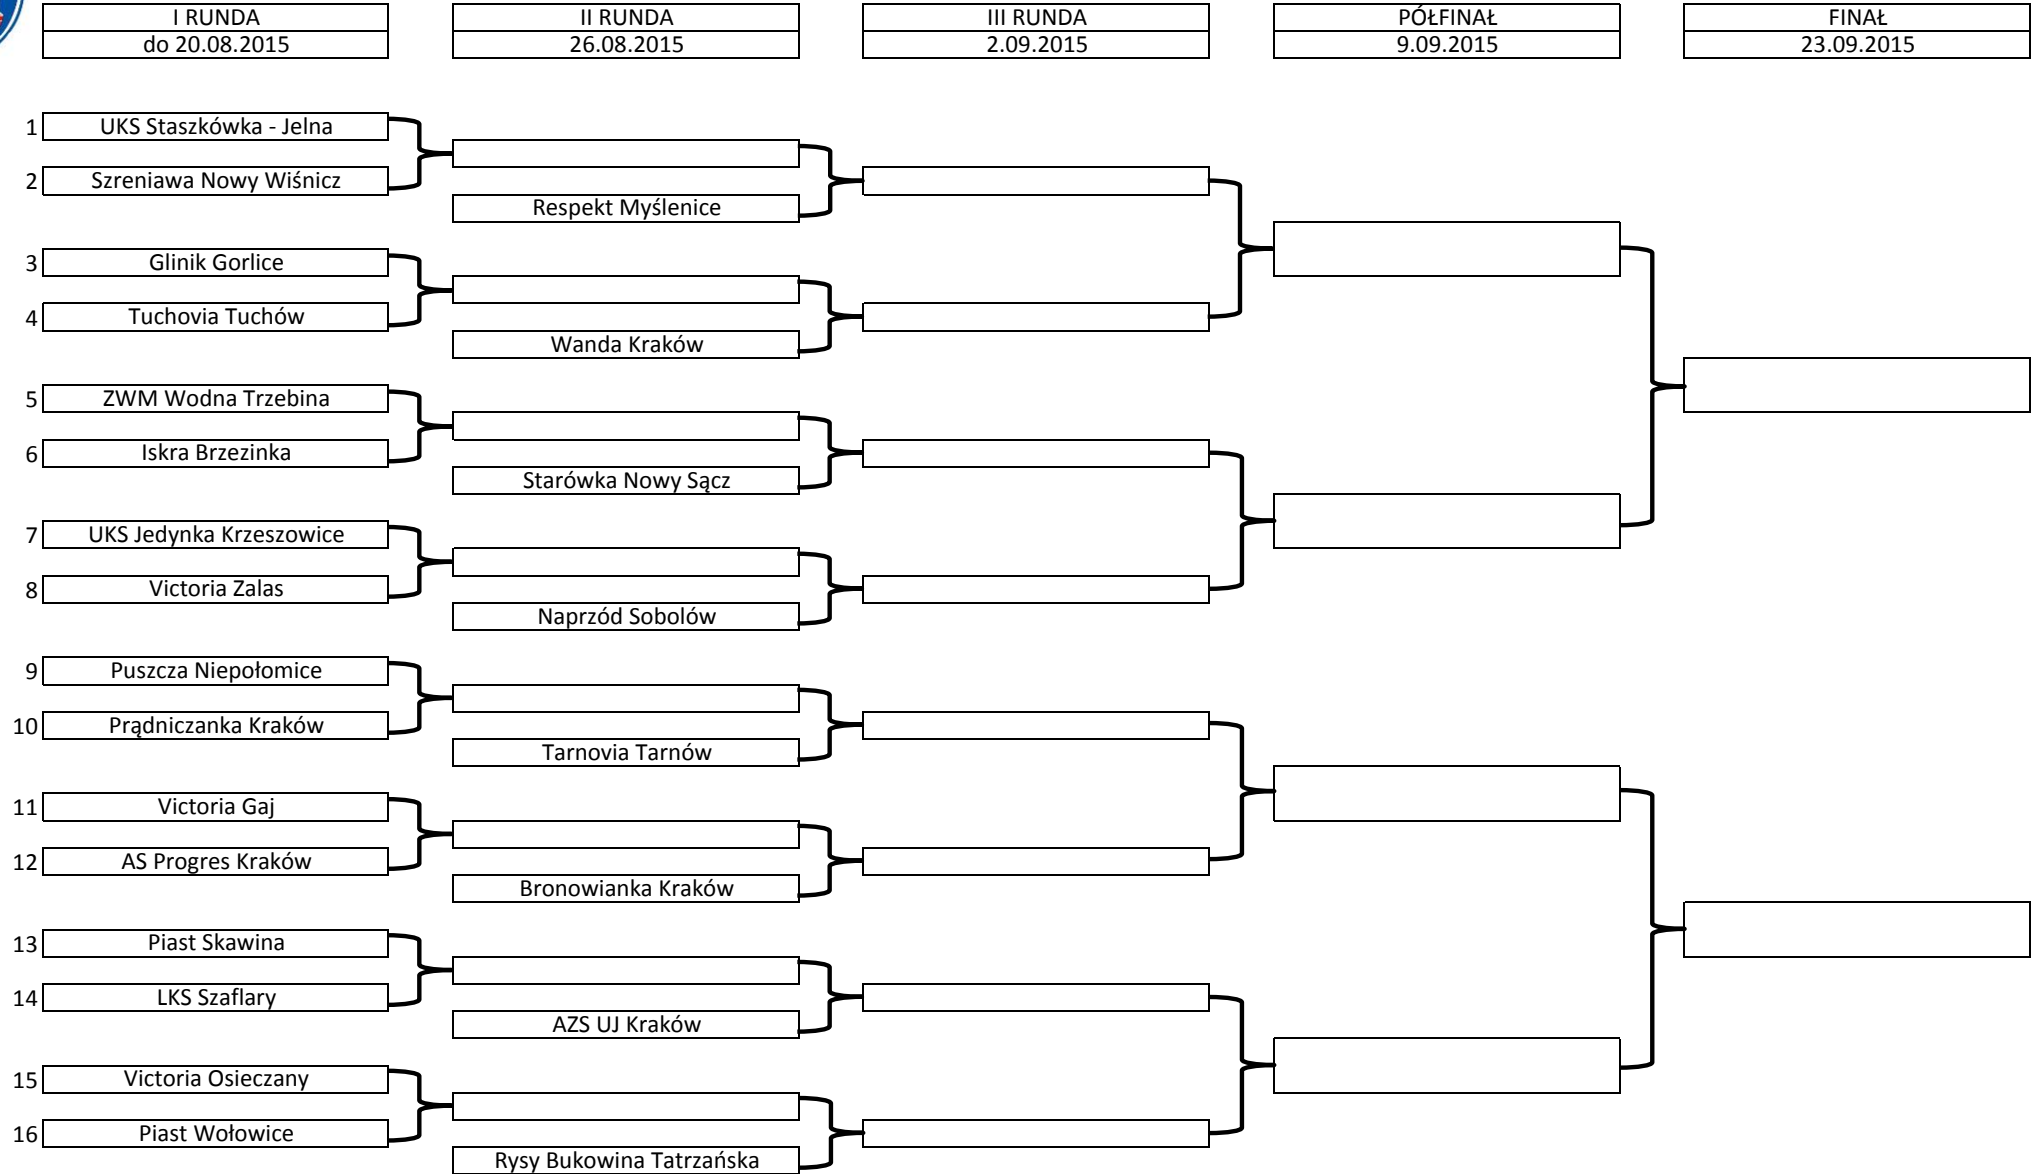 I RUNDA II RUNDA III RUNDA PÓŁFINAŁ FINAŁ
do 20.08.2015 26.08.2015 2.09.2015 9.09.2015 23.09.2015
1 UKS Staszkówka - Jelna
2 Szreniawa Nowy Wiśnicz
Respekt Myślenice
3 Glinik Gorlice
4 Tuchovia Tuchów
Wanda Kraków
5 ZWM Wodna Trzebina
6 Iskra Brzezinka
Starówka Nowy Sącz
7 UKS Jedynka Krzeszowice
8 Victoria Zalas
Naprzód Sobolów
9 Puszcza Niepołomice
10 Prądniczanka Kraków
Tarnovia Tarnów
11 Victoria Gaj
12 AS Progres Kraków
Bronowianka Kraków
13 Piast Skawina
14 LKS Szaflary
AZS UJ Kraków
15 Victoria Osieczany
16 Piast Wołowice
Rysy Bukowina Tatrzańska